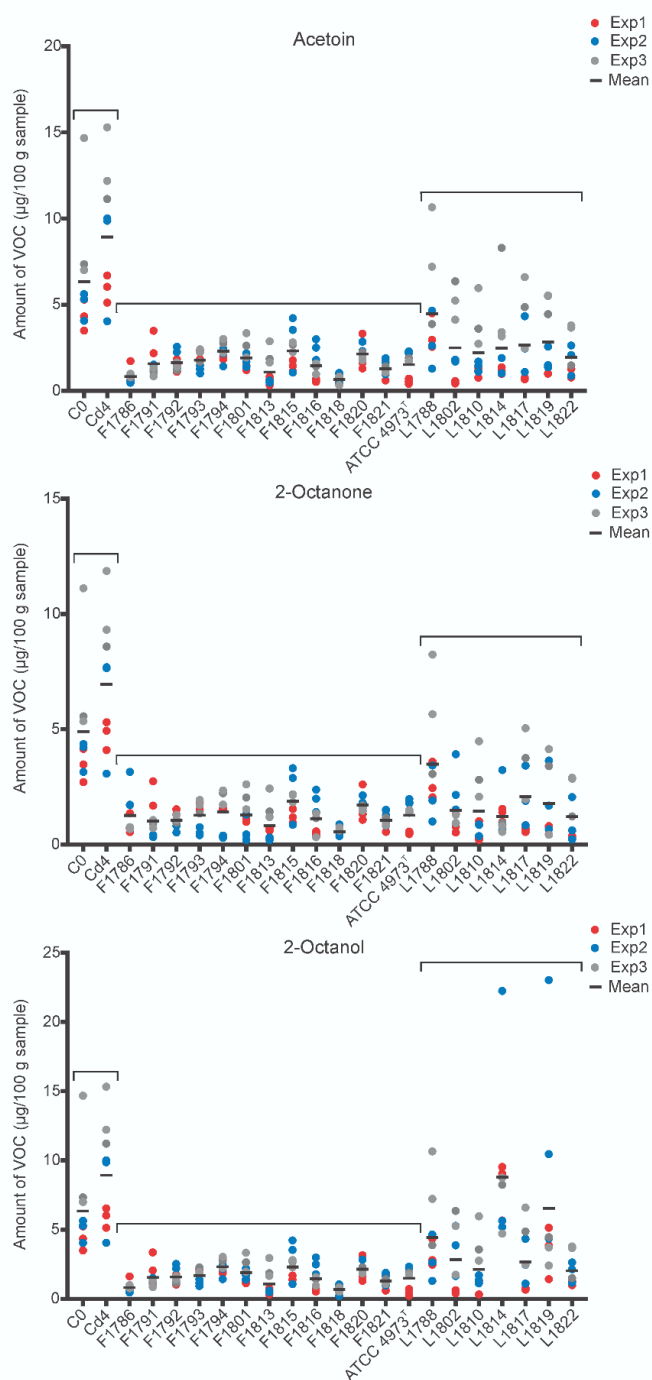 Acetoin
Exp1
Exp2
Exp3
Mean
Amount of VOC (µg/100 g sample)
20
15
10
5
0
C0 Cd4 F1786 F1791 F1792 F1793 F1794 F1801 F1813 F1815 F1816 F1818 F1820 F1821 ATCC 4973T L1788 L1802 L1810 L1814 L1817 L1819 L1822
2-Octanone
Exp1
Exp2
Exp3
Mean
Amount of VOC (µg/100 g sample)
15
10
5
0
C0 Cd4 F1786 F1791 F1792 F1793 F1794 F1801 F1813 F1815 F1816 F1818 F1820 F1821 ATCC 4973T L1788 L1802 L1810 L1814 L1817 L1819 L1822
2-Octanol
Exp1
Exp2
Exp3
Mean
Amount of VOC (µg/100 g sample)
25
20
15
10
5
0
C0 Cd4 F1786 F1791 F1792 F1793 F1794 F1801 F1813 F1815 F1816 F1818 F1820 F1821 ATCC 4973T L1788 L1802 L1810 L1814 L1817 L1819 L1822